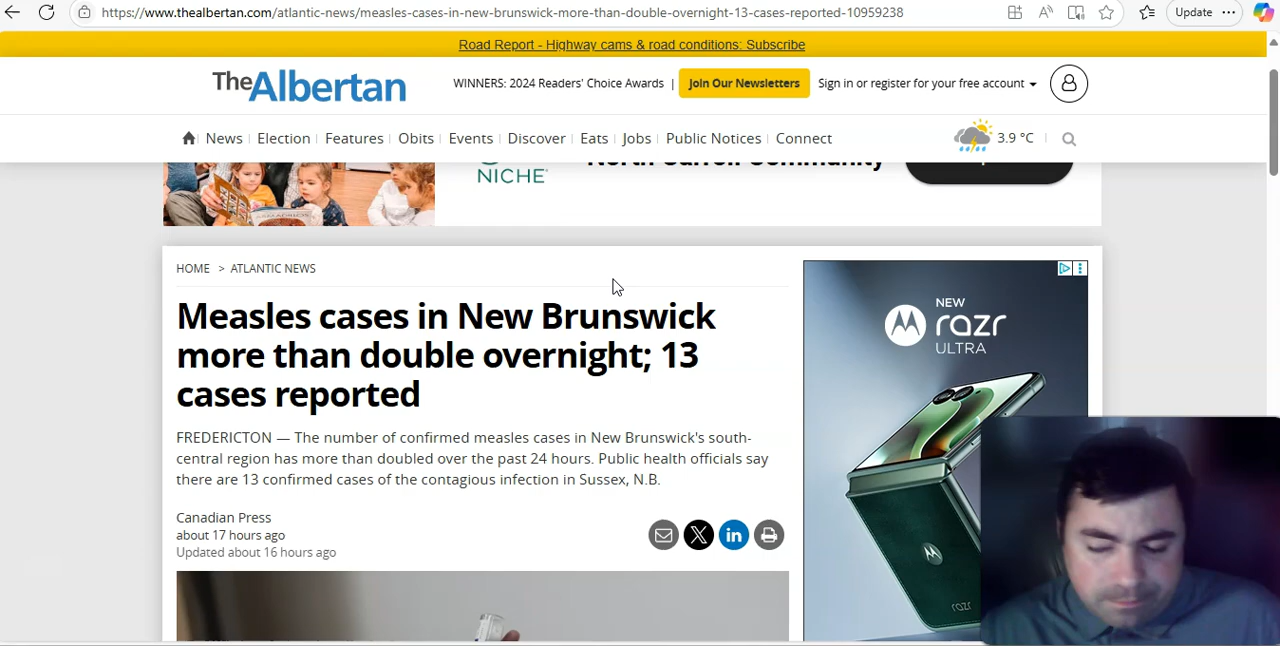 https://www.thealbertan.com/atlantic-news/measles-cases-in-new-brunswick-more-than-double-overnight-13-cases-reported-10959238
Update
Road Report - Highway cams & road conditions: Subscribe
The Albertan
WINNERS: 2024 Readers' Choice Awards | Join Our Newsletters Sign in or register for your free account
News Election Features Obits Events Discover Eats Jobs Public Notices Connect 3.9 °C
NICHE
HOME > ATLANTIC NEWS
Measles cases in New Brunswick
more than double overnight; 13
cases reported
FREDERICTON — The number of confirmed measles cases in New Brunswick's south-
central region has more than doubled over the past 24 hours. Public health officials say
there are 13 confirmed cases of the contagious infection in Sussex, N.B.
Canadian Press
about 17 hours ago
Updated about 16 hours ago
NEW
razr
ULTRA
razr